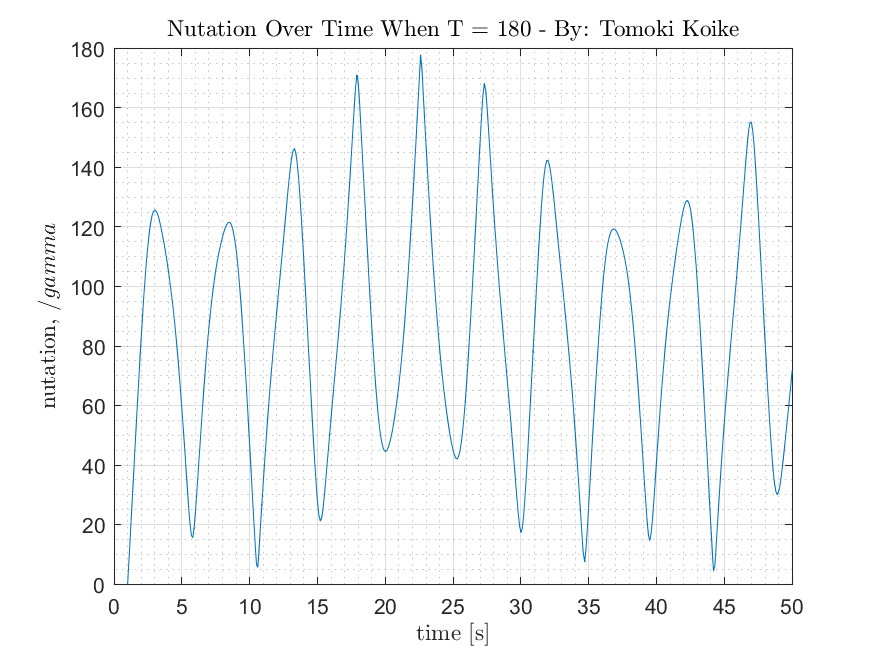 Nutation Over Time When T = 180 - By: Tomoki Koike
180
160
140
120
100
80
60
40
20
0
nutation, /gamma
0 5 10 15 20 25 30 35 40 45 50
time [s]